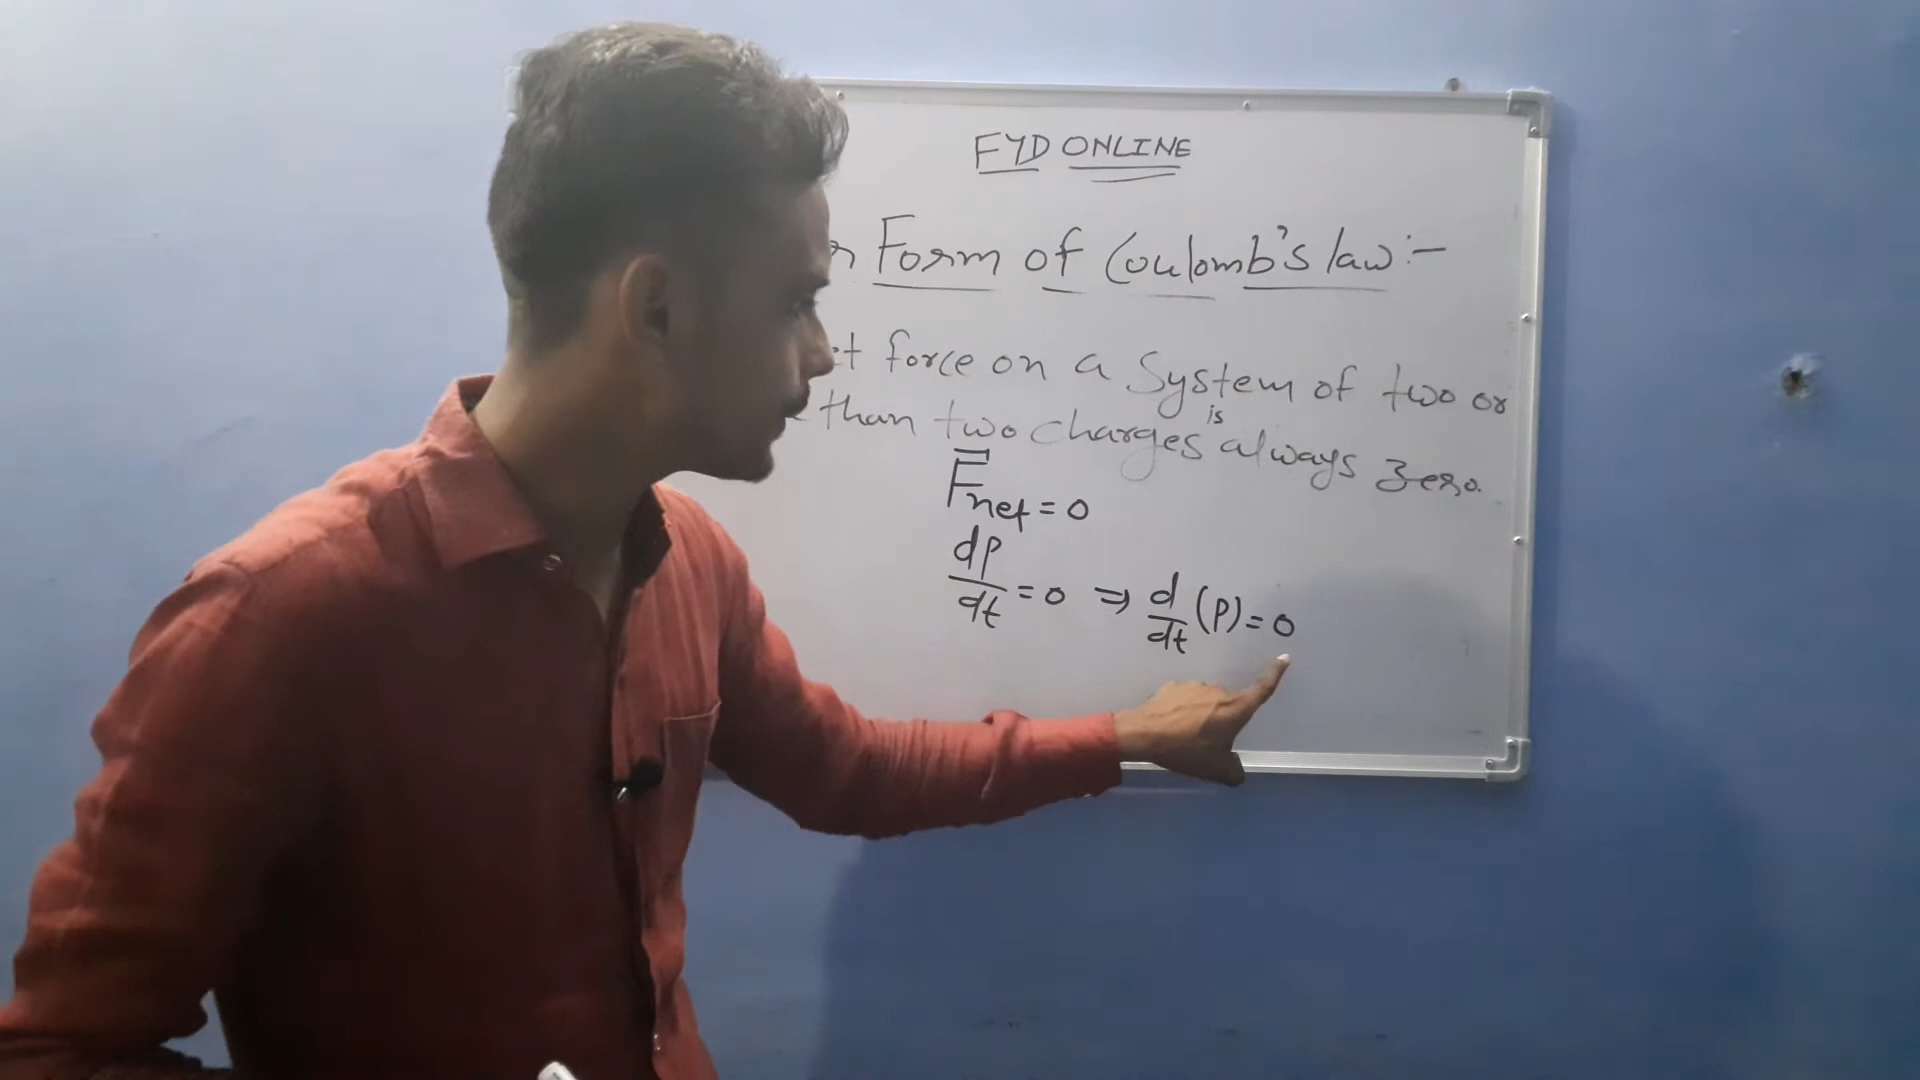 FYD ONLINE
Form of Coulomb's law:-
force on a System of two or
than two charges is always zero.
F⃗net = 0
dp/dt = 0 ⇒ d/dt (p) = 0